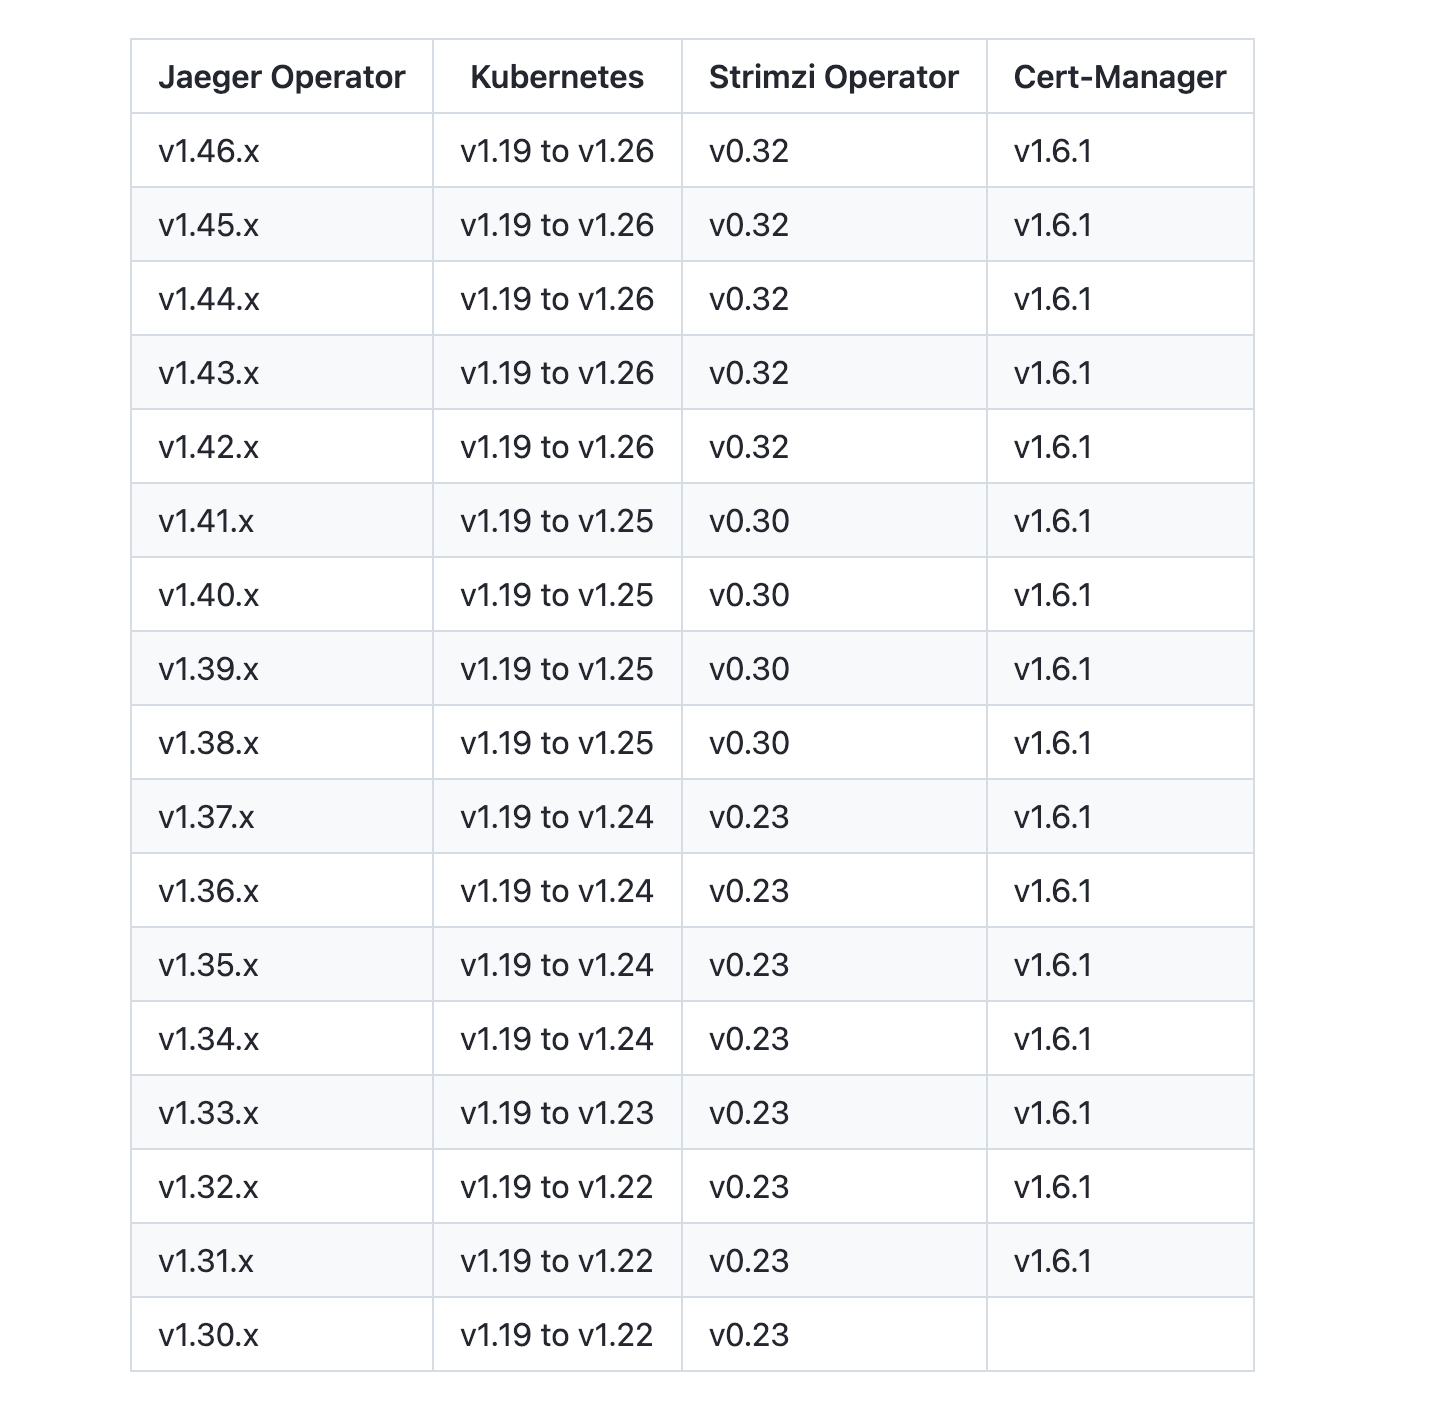 Jaeger Operator Kubernetes Strimzi Operator Cert-Manager
v1.46.x v1.19 to v1.26 v0.32 v1.6.1
v1.45.x v1.19 to v1.26 v0.32 v1.6.1
v1.44.x v1.19 to v1.26 v0.32 v1.6.1
v1.43.x v1.19 to v1.26 v0.32 v1.6.1
v1.42.x v1.19 to v1.26 v0.32 v1.6.1
v1.41.x v1.19 to v1.25 v0.30 v1.6.1
v1.40.x v1.19 to v1.25 v0.30 v1.6.1
v1.39.x v1.19 to v1.25 v0.30 v1.6.1
v1.38.x v1.19 to v1.25 v0.30 v1.6.1
v1.37.x v1.19 to v1.24 v0.23 v1.6.1
v1.36.x v1.19 to v1.24 v0.23 v1.6.1
v1.35.x v1.19 to v1.24 v0.23 v1.6.1
v1.34.x v1.19 to v1.24 v0.23 v1.6.1
v1.33.x v1.19 to v1.23 v0.23 v1.6.1
v1.32.x v1.19 to v1.22 v0.23 v1.6.1
v1.31.x v1.19 to v1.22 v0.23 v1.6.1
v1.30.x v1.19 to v1.22 v0.23